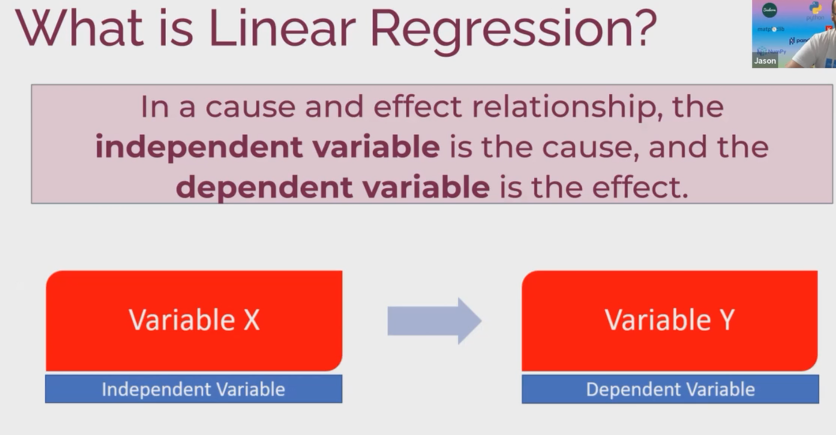 What is Linear Regression?
Jason
In a cause and effect relationship, the
independent variable is the cause, and the
dependent variable is the effect.
Variable X
Variable Y
Independent Variable
Dependent Variable